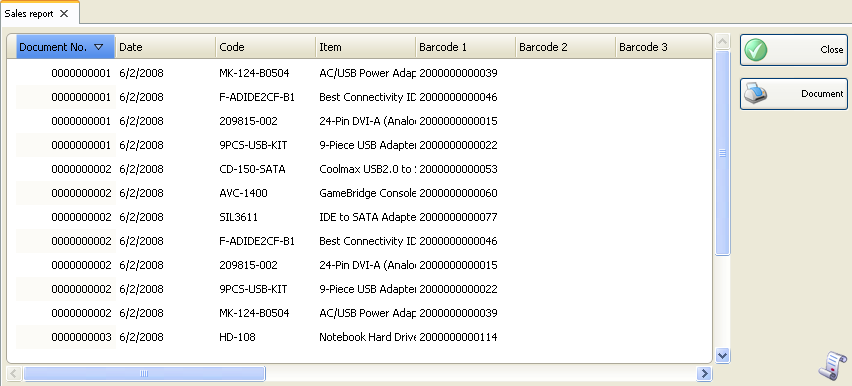 Sales report
Document No. Date Code Item Barcode 1 Barcode 2 Barcode 3
0000000001 6/2/2008 MK-124-B0504 AC/USB Power Adap 2000000000039
0000000001 6/2/2008 F-ADIDE2CF-B1 Best Connectivity ID 2000000000046
0000000001 6/2/2008 209815-002 24-Pin DVI-A (Analo 2000000000015
0000000001 6/2/2008 9PCS-USB-KIT 9-Piece USB Adapter 2000000000022
0000000002 6/2/2008 CD-150-SATA Coolmax USB2.0 to S 2000000000053
0000000002 6/2/2008 AVC-1400 GameBridge Console 2000000000060
0000000002 6/2/2008 SIL3611 IDE to SATA Adapte 2000000000077
0000000002 6/2/2008 F-ADIDE2CF-B1 Best Connectivity ID 2000000000046
0000000002 6/2/2008 209815-002 24-Pin DVI-A (Analo 2000000000015
0000000002 6/2/2008 9PCS-USB-KIT 9-Piece USB Adapter 2000000000022
0000000002 6/2/2008 MK-124-B0504 AC/USB Power Adap 2000000000039
0000000003 6/2/2008 HD-108 Notebook Hard Drive 2000000000114
Close
Document